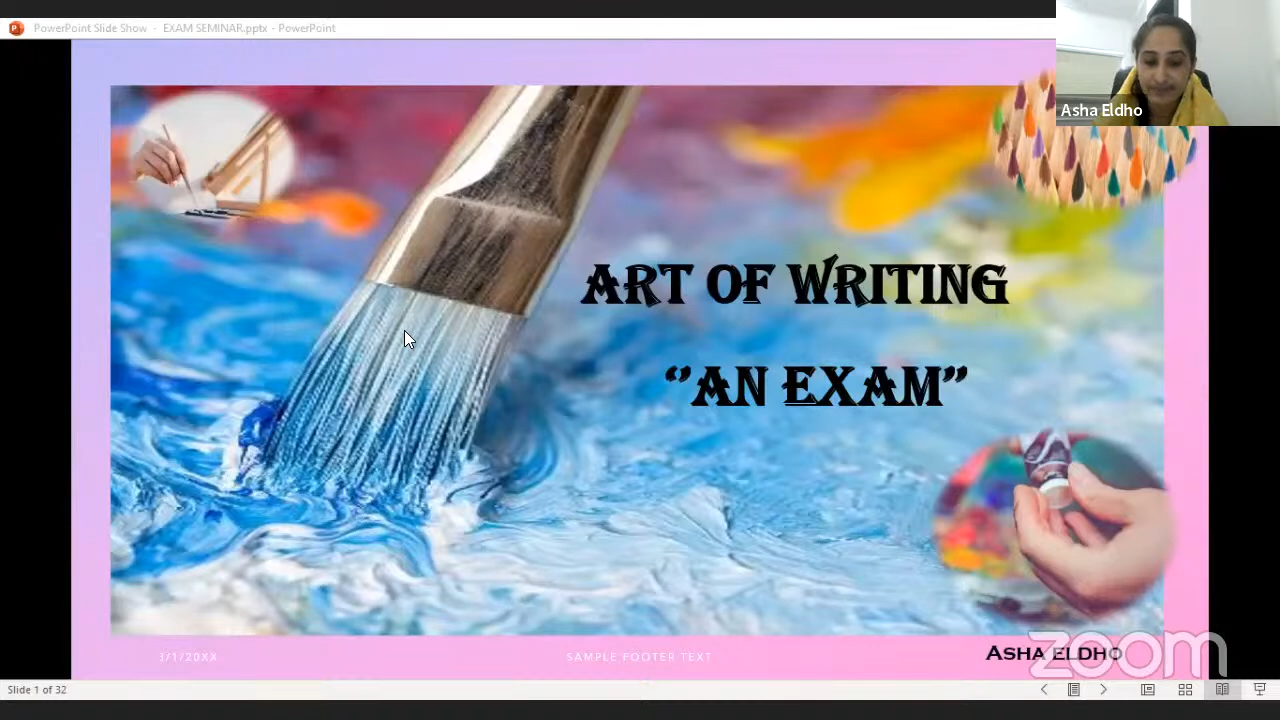 PowerPoint Slide Show - EXAM SEMINAR.pptx - PowerPoint
Asha Eldho
ART OF WRITING
‘’AN EXAM”
3/1/20XX
SAMPLE FOOTER TEXT
ASHA ELDHO
zoom
Slide 1 of 32